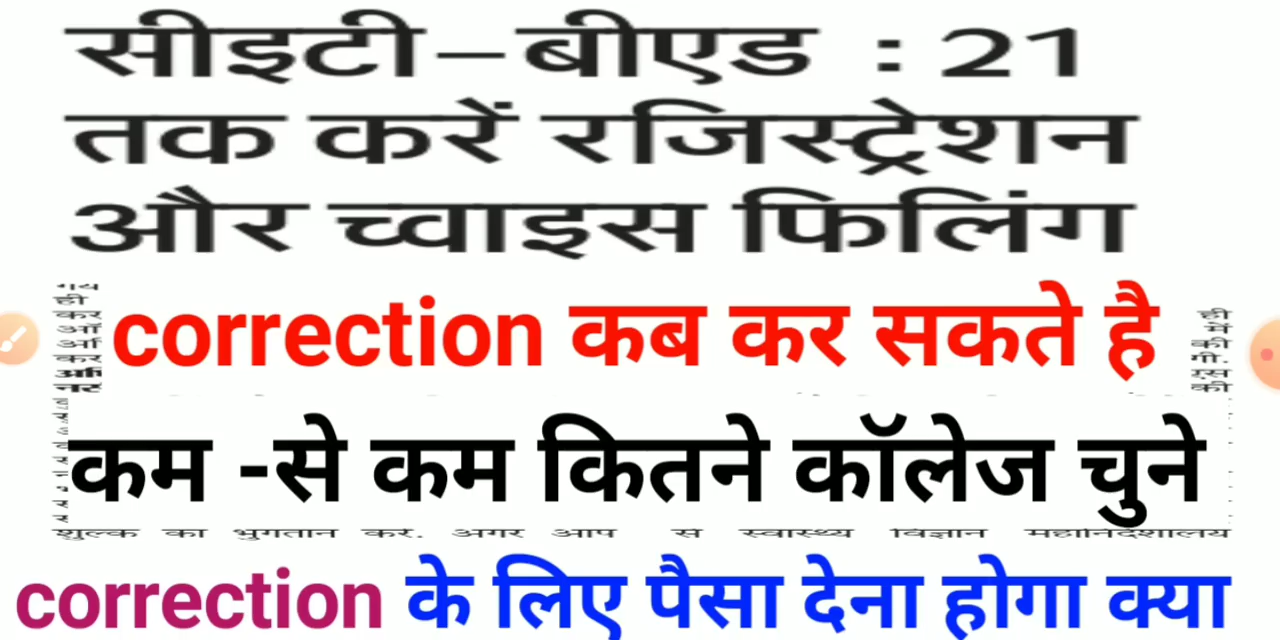 सीइटी–बीएड : 21
तक करें रजिस्ट्रेशन
और च्वाइस फिलिंग
correction कब कर सकते है
कम -से कम कितने कॉलेज चुने
शुल्क का भुगतान करें. अगर आप से स्वास्थ्य विज्ञान महानिदेशालय
correction के लिए पैसा देना होगा क्या